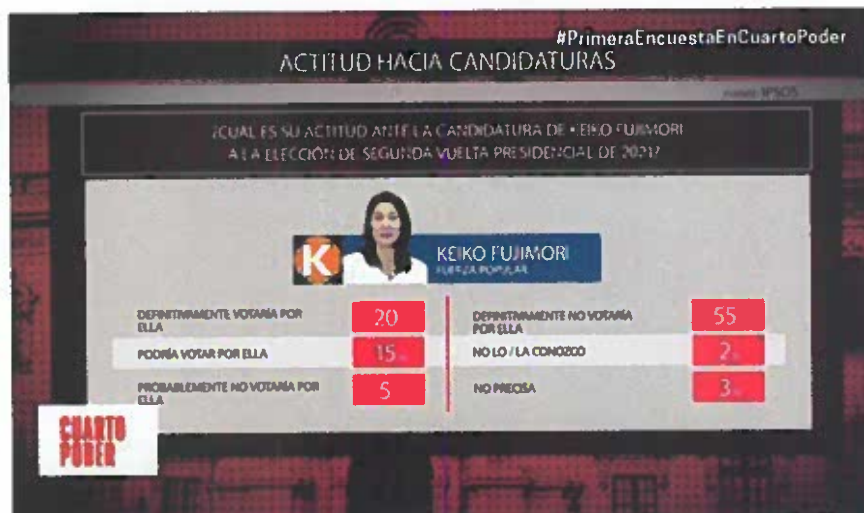 #PrimeraEncuestaEnCuartoPoder
ACTITUD HACIA CANDIDATURAS
IPSOS
¿CUÁL ES SU ACTITUD ANTE LA CANDIDATURA DE KEIKO FUJIMORI
A LA ELECCIÓN DE SEGUNDA VUELTA PRESIDENCIAL DE 2021?
K
KEIKO FUJIMORI
FUERZA POPULAR
DEFINITIVAMENTE VOTARÍA POR
ELLA
20
PODRÍA VOTAR POR ELLA
15
PROBABLEMENTE NO VOTARÍA POR
ELLA
5
DEFINITIVAMENTE NO VOTARÍA
POR ELLA
55
NO LO / LA CONOZCO
2
NO PRECISA
3
CUARTO
PODER